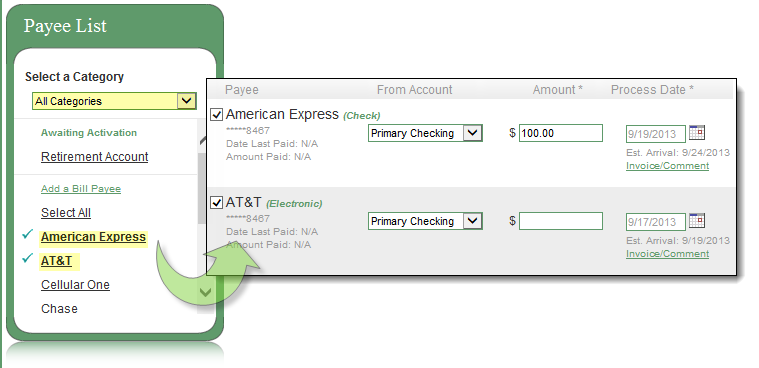 Payee List
Select a Category
All Categories
Awaiting Activation
Retirement Account
Add a Bill Payee
Select All
American Express
AT&T
Cellular One
Chase
Payee From Account Amount * Process Date *
American Express (Check)
*****8467
Primary Checking $ 100.00 9/19/2013
Date Last Paid: N/A
Amount Paid: N/A
Est. Arrival: 9/24/2013
Invoice/Comment
AT&T (Electronic)
*****8467
Primary Checking $ 9/17/2013
Date Last Paid: N/A
Amount Paid: N/A
Est. Arrival: 9/19/2013
Invoice/Comment